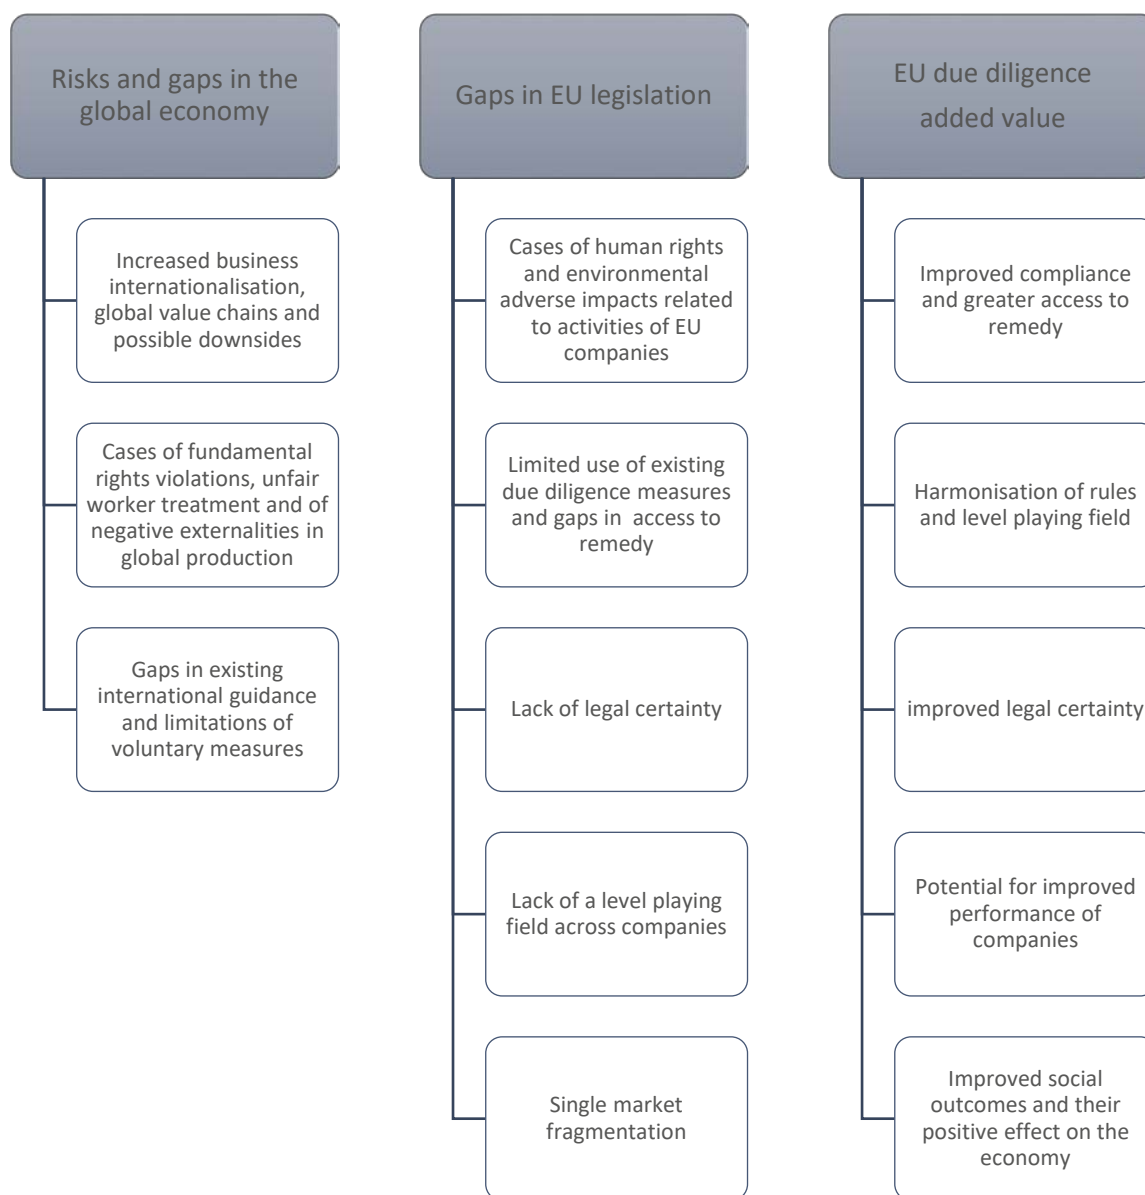 Risks and gaps in the
global economy
Increased business
internationalisation,
global value chains and
possible downsides
Cases of fundamental
rights violations, unfair
worker treatment and of
negative externalities in
global production
Gaps in existing
international guidance
and limitations of
voluntary measures
Gaps in EU legislation
Cases of human rights
and environmental
adverse impacts related
to activities of EU
companies
Limited use of existing
due diligence measures
and gaps in  access to
remedy
Lack of legal certainty
Lack of a level playing
field across companies
Single market
fragmentation
EU due diligence
added value
Improved compliance
and greater access to
remedy
Harmonisation of rules
and level playing field
improved legal certainty
Potential for improved
performance of
companies
Improved social
outcomes and their
positive effect on the
economy